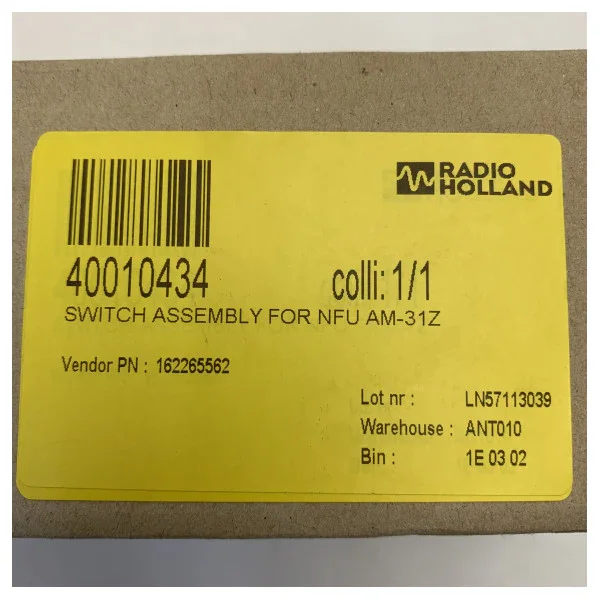 RADIO
HOLLAND
40010434 colli: 1/1
SWITCH ASSEMBLY FOR NFU AM-31Z
Vendor PN : 162265562
Lot nr : LN57113039
Warehouse : ANT010
Bin : 1E 03 02